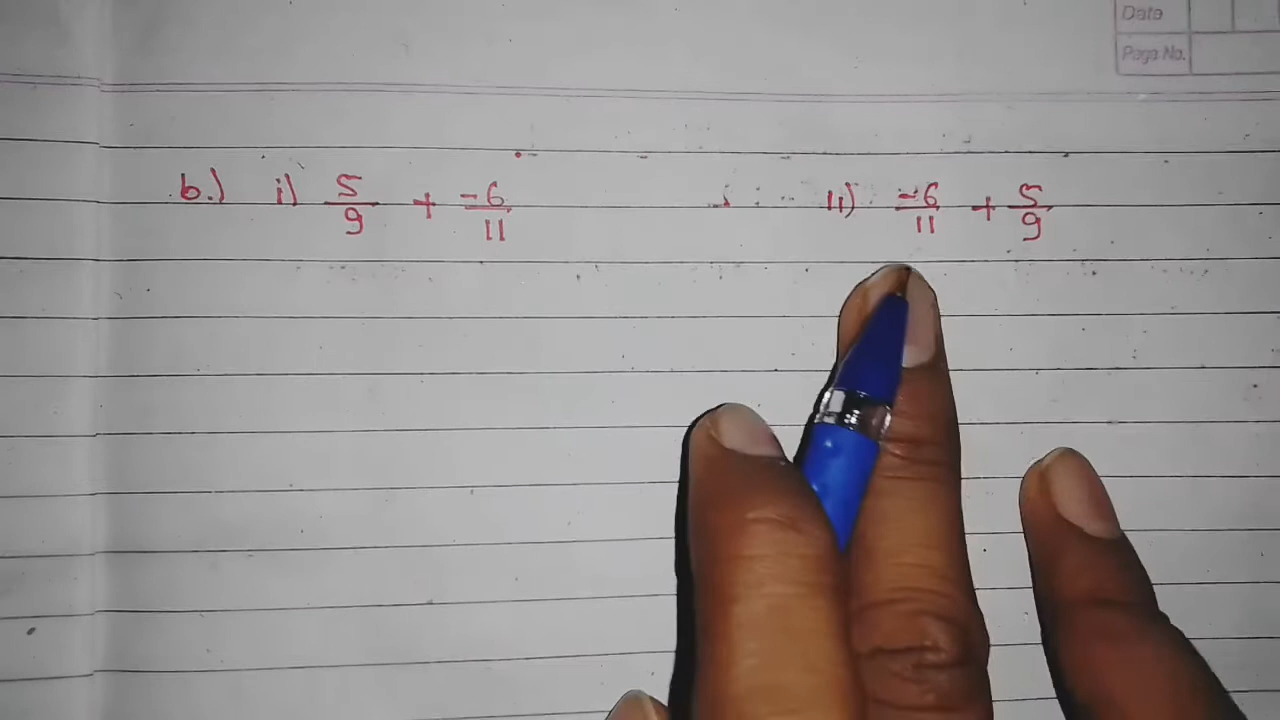 Date
Page No.
b.) i) 5/9 + -6/11 ii) -6/11 + 5/9